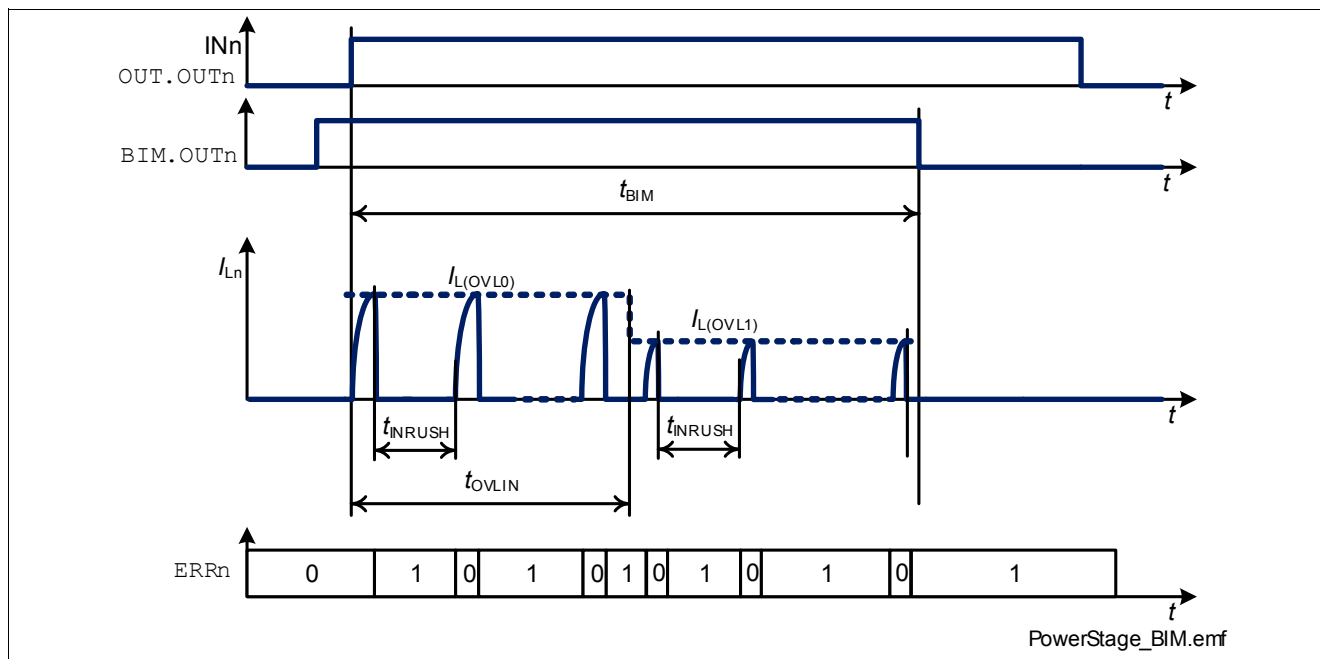 INn
OUT.OUTn
t
BIM.OUTn
t
tBIM
ILn
IL(OVL0)
IL(OVL1)
t
tINRUSH
tINRUSH
tOVLIN
ERRn
0 1 0 1 0 1 0 1 0 1 0 1
t
PowerStage_BIM.emf